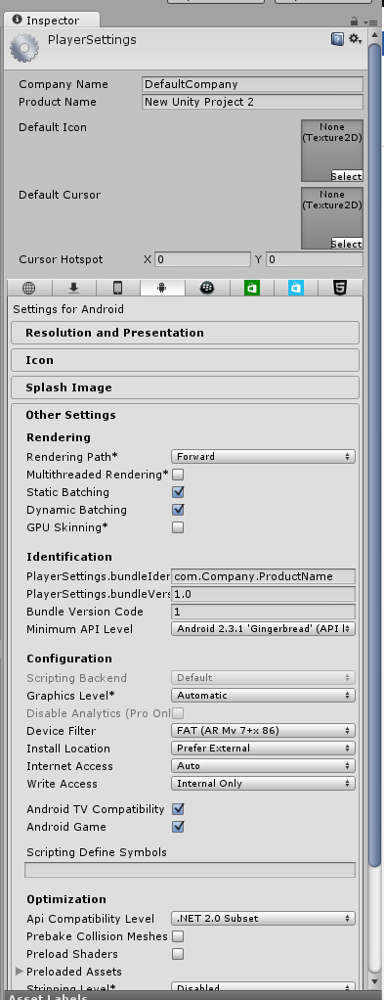 Inspector
PlayerSettings
Company Name DefaultCompany
Product Name New Unity Project 2
Default Icon
None
(Texture2D)
Select
Default Cursor
None
(Texture2D)
Select
Cursor Hotspot X 0 Y 0
Settings for Android
Resolution and Presentation
Icon
Splash Image
Other Settings
Rendering
Rendering Path* Forward
Multithreaded Rendering*
Static Batching
Dynamic Batching
GPU Skinning*
Identification
PlayerSettings.bundleIder com.Company.ProductName
PlayerSettings.bundleVers 1.0
Bundle Version Code 1
Minimum API Level Android 2.3.1 'Gingerbread' (API l
Configuration
Scripting Backend Default
Graphics Level* Automatic
Disable Analytics (Pro Onl
Device Filter FAT (AR Mv 7+x 86)
Install Location Prefer External
Internet Access Auto
Write Access Internal Only
Android TV Compatibility
Android Game
Scripting Define Symbols
Optimization
Api Compatibility Level .NET 2.0 Subset
Prebake Collision Meshes
Preload Shaders
Preloaded Assets
Stripping Level* Disabled
Asset Labels